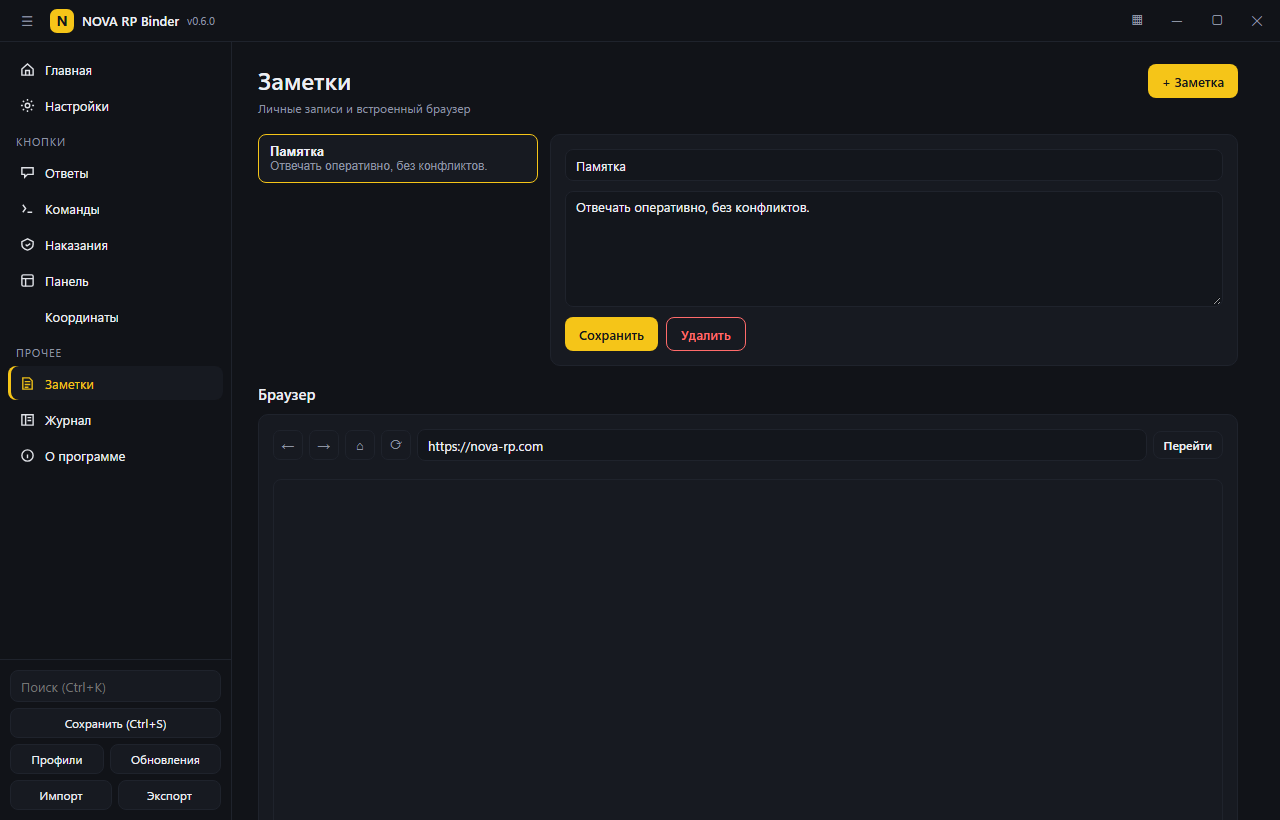 N NOVA RP Binder v0.6.0
Главная
Настройки
КНОПКИ
Ответы
Команды
Наказания
Панель
Координаты
ПРОЧЕЕ
Заметки
Журнал
О программе
Поиск (Ctrl+K)
Сохранить (Ctrl+S)
Профили
Обновления
Импорт
Экспорт
Заметки
Личные записи и встроенный браузер
+ Заметка
Памятка
Отвечать оперативно, без конфликтов.
Памятка
Отвечать оперативно, без конфликтов.
Сохранить
Удалить
Браузер
https://nova-rp.com
Перейти